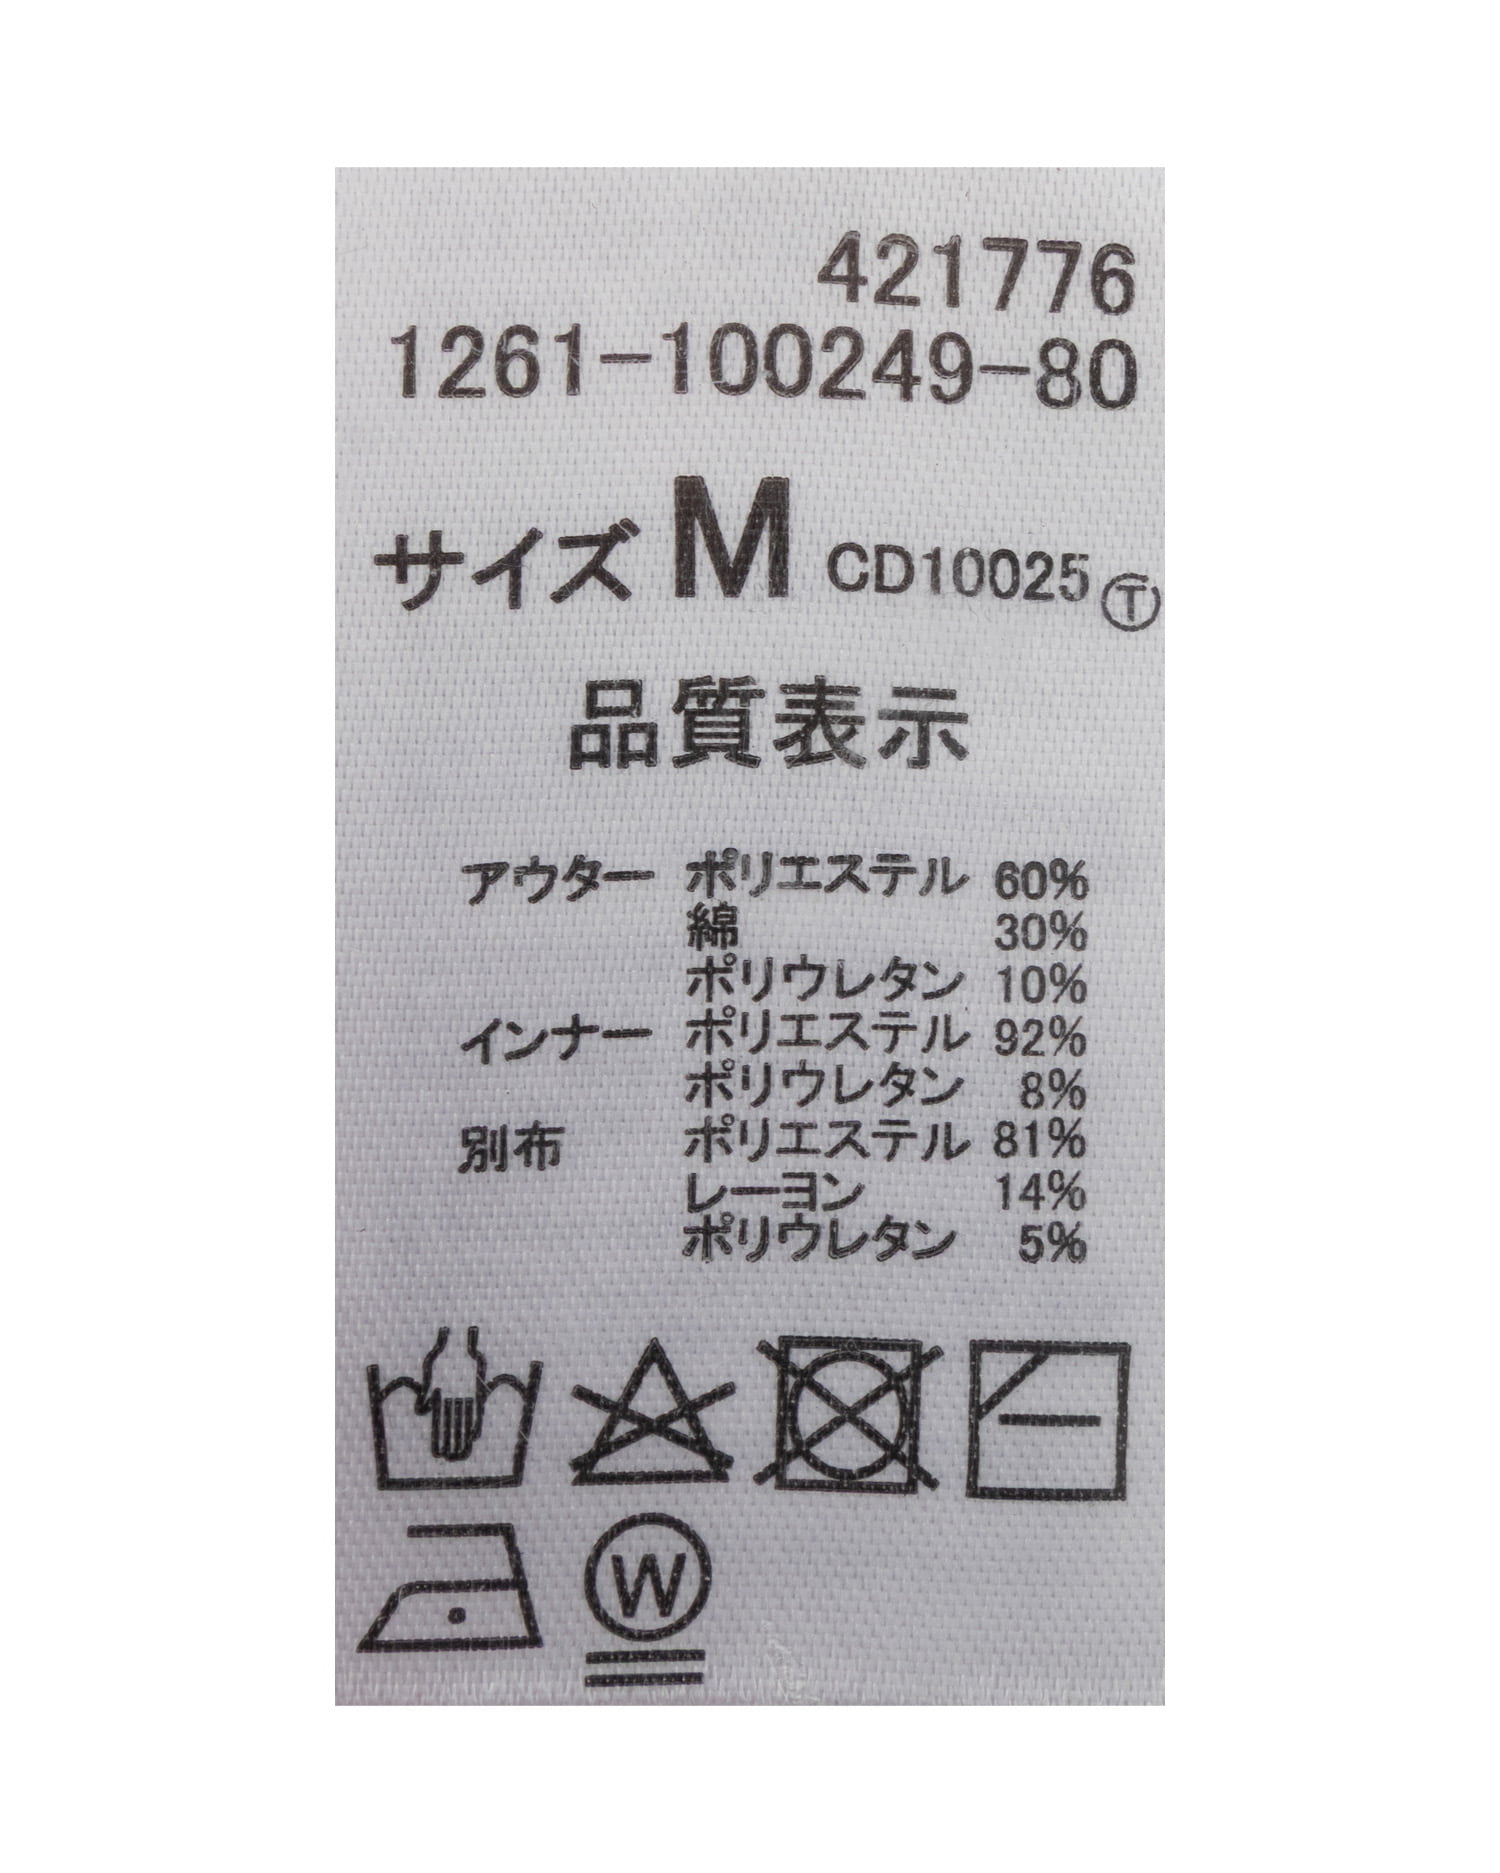 421776
1261-100249-80
サイズ M CD10025 Ⓣ
品質表示
アウター ポリエステル 60%
綿 30%
ポリウレタン 10%
インナー ポリエステル 92%
ポリウレタン 8%
別布 ポリエステル 81%
レーヨン 14%
ポリウレタン 5%
W